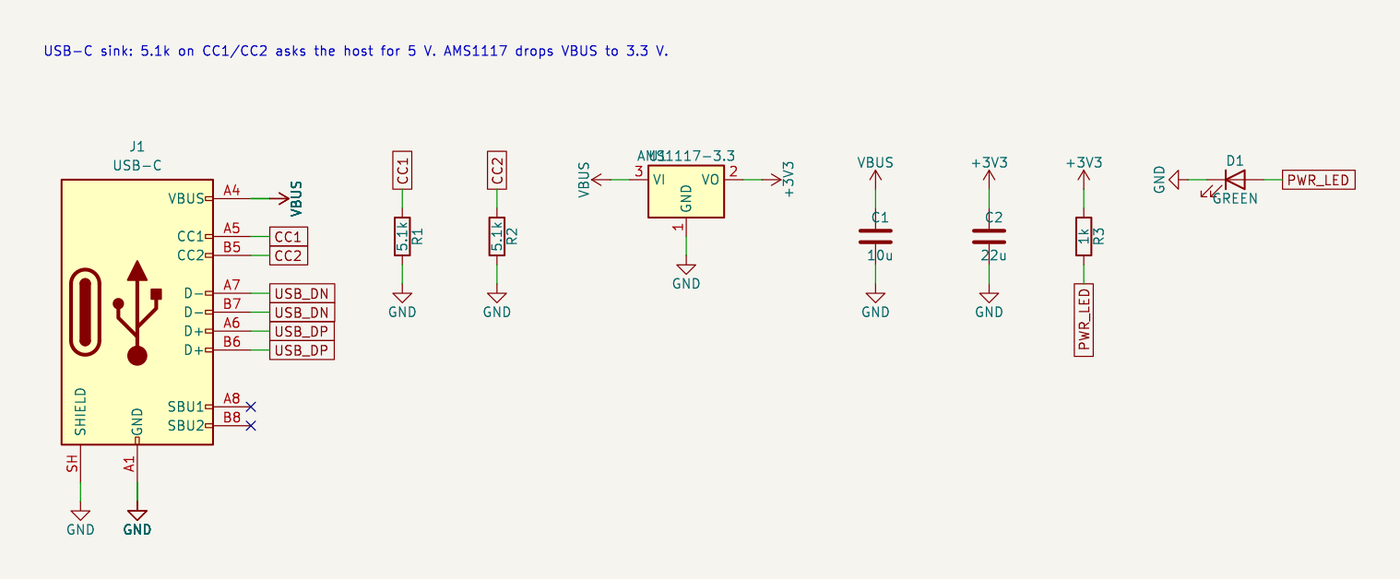 USB-C sink: 5.1k on CC1/CC2 asks the host for 5 V. AMS1117 drops VBUS to 3.3 V.
J1
USB-C
VBUS
A4
VBUS
CC1
A5
CC1
CC2
B5
CC2
D-
A7
USB_DN
D-
B7
USB_DN
D+
A6
USB_DP
D+
B6
USB_DP
SBU1
A8
SBU2
B8
SHIELD
GND
SH
A1
GND
GND
CC1
5.1k
R1
GND
CC2
5.1k
R2
GND
AMS1117-3.3
VBUS
3
VI
VO
2
+3V3
GND
1
GND
VBUS
C1
10u
GND
+3V3
C2
22u
GND
+3V3
1k
R3
PWR_LED
D1
GND
PWR_LED
GREEN